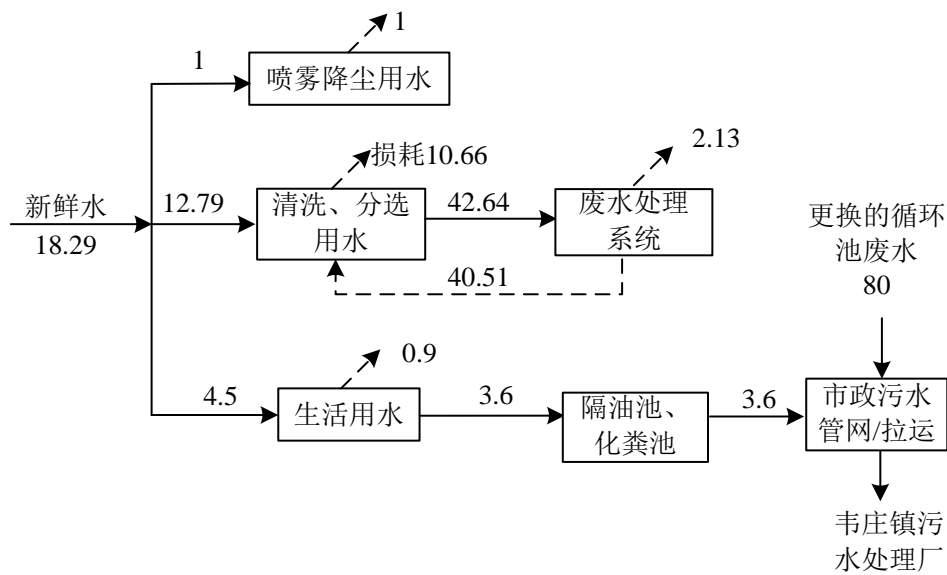 1
1
喷雾降尘用水
新鲜水
18.29
12.79
损耗10.66
清洗、分选
用水
42.64
2.13
废水处理
系统
40.51
更换的循环
池废水
80
4.5
0.9
生活用水
3.6
隔油池、
化粪池
3.6
市政污水
管网/拉运
韦庄镇污
水处理厂